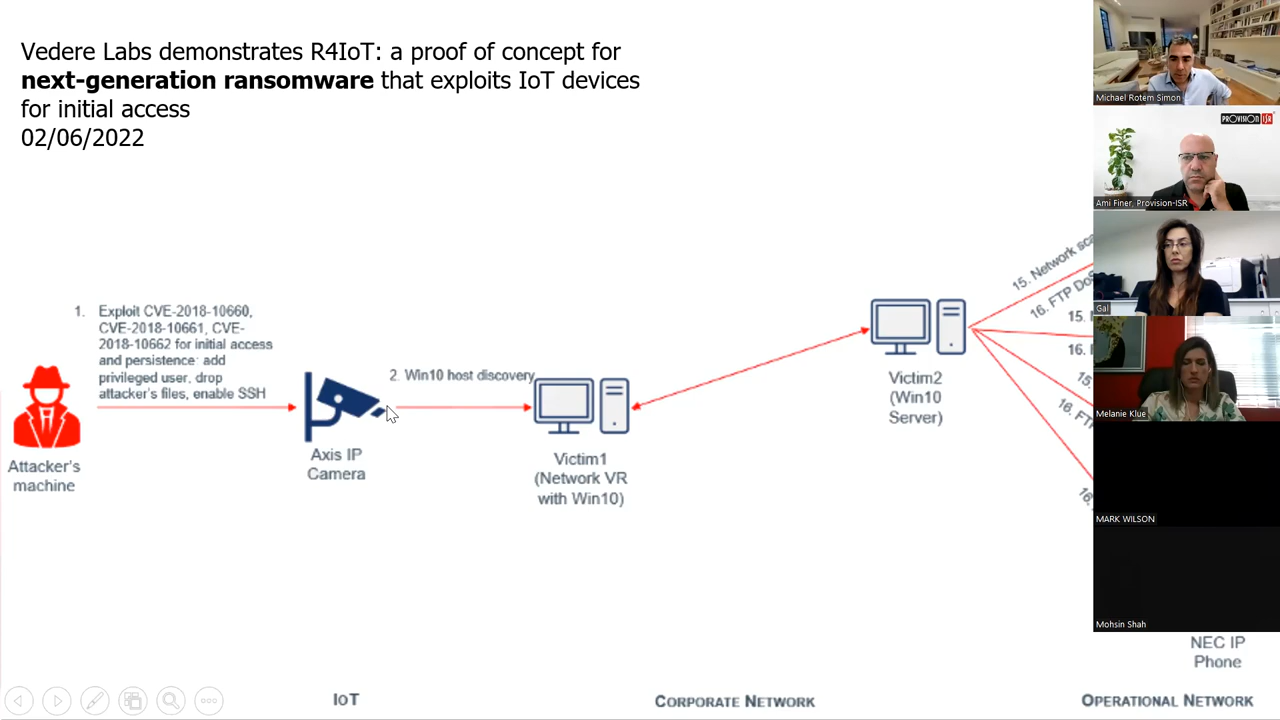 Vedere Labs demonstrates R4IoT: a proof of concept for
next-generation ransomware that exploits IoT devices
for initial access
02/06/2022
1. Exploit CVE-2018-10660,
CVE-2018-10661, CVE-
2018-10662 for initial access
and persistence: add
privileged user, drop
attacker's files, enable SSH
Attacker's
machine
Axis IP
Camera
2. Win10 host discovery
Victim1
(Network VR
with Win10)
Victim2
(Win10
Server)
15. Network
16. FTP
15.
16.
15.
16.
16.
NEC IP
Phone
IoT
CORPORATE NETWORK
OPERATIONAL NETWORK
Michael Rotem Simon
PROVISION ISR
Ami Finer, Provision-ISR
Gal
Melanie Klue
MARK WILSON
Mohsin Shah